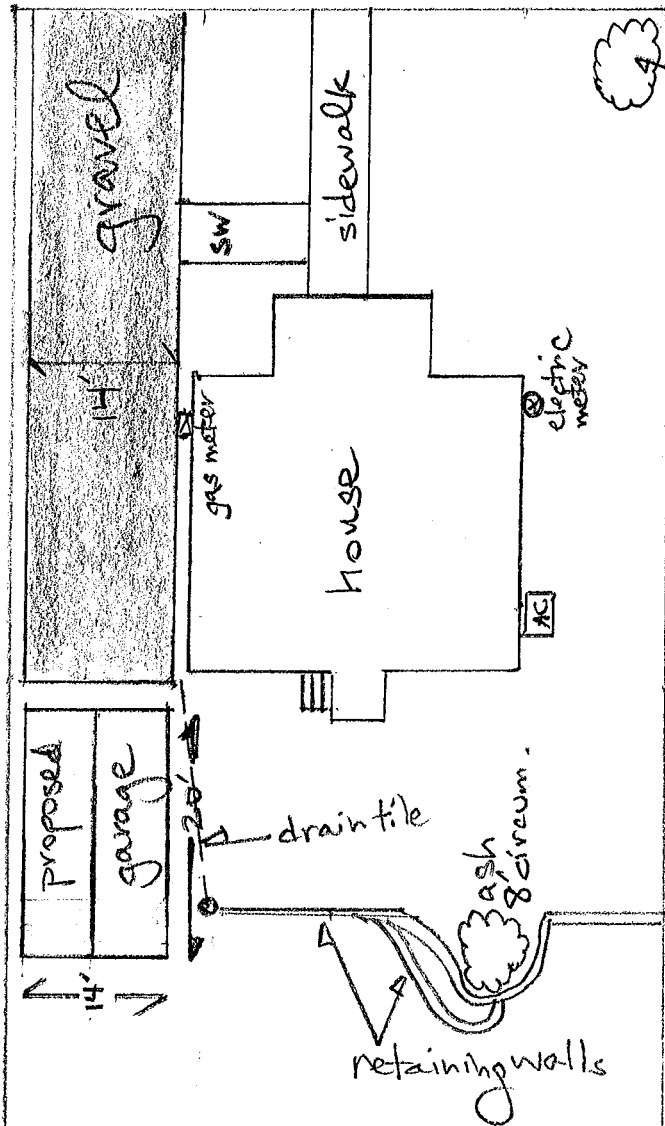 gravel
14'
sidewalk
sw
4
gas meter
house
electric
meter
AC
proposed
garage
20'
14'
drain tile
ash
8' circum.
retaining walls